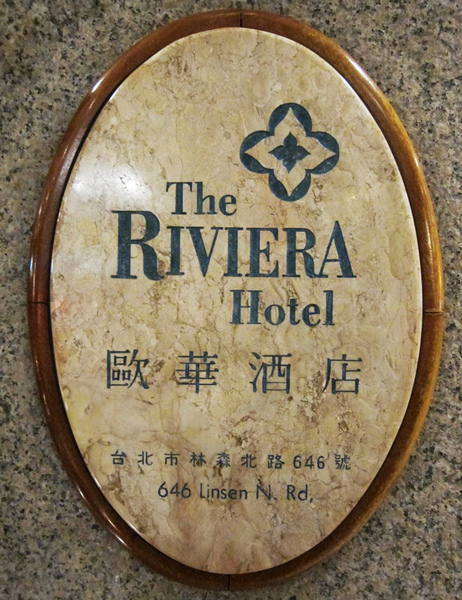 The
RIVIERA
Hotel
歐華酒店
台北市林森北路646號
646 Linsen N. Rd,